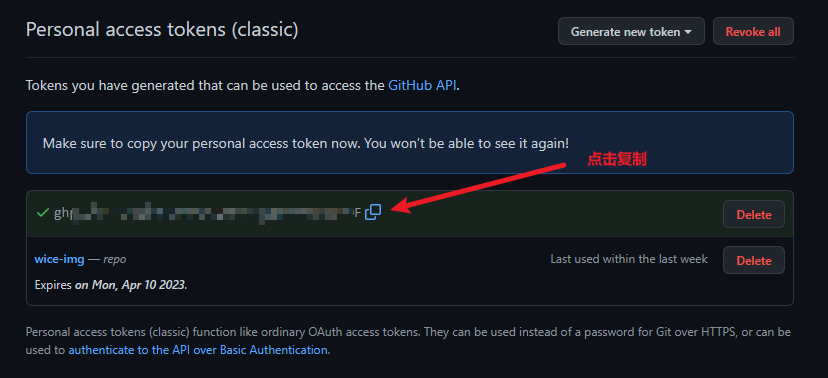 Personal access tokens (classic)
Generate new token
Revoke all
Tokens you have generated that can be used to access the GitHub API.
Make sure to copy your personal access token now. You won't be able to see it again!
点击复制
Delete
wice-img — repo
Last used within the last week
Delete
Expires on Mon, Apr 10 2023.
Personal access tokens (classic) function like ordinary OAuth access tokens. They can be used instead of a password for Git over HTTPS, or can be
used to authenticate to the API over Basic Authentication.